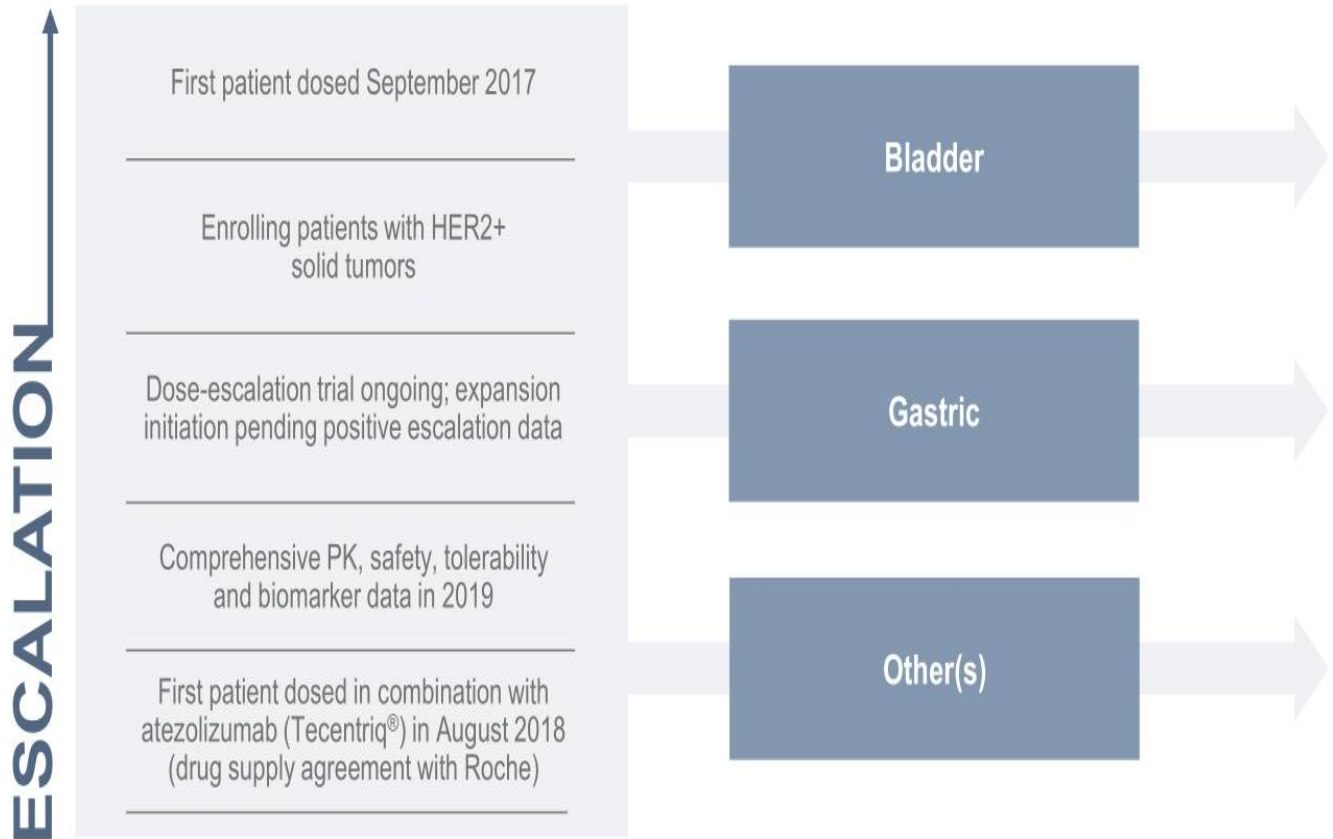 ESCALATION
First patient dosed September 2017
Enrolling patients with HER2+
solid tumors
Dose-escalation trial ongoing; expansion
initiation pending positive escalation data
Comprehensive PK, safety, tolerability
and biomarker data in 2019
First patient dosed in combination with
atezolizumab (Tecentriq®) in August 2018
(drug supply agreement with Roche)
Bladder
Gastric
Other(s)